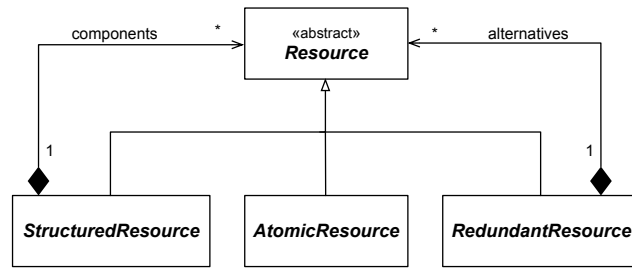 components
*
«abstract»
Resource
*
alternatives
1
1
StructuredResource
AtomicResource
RedundantResource